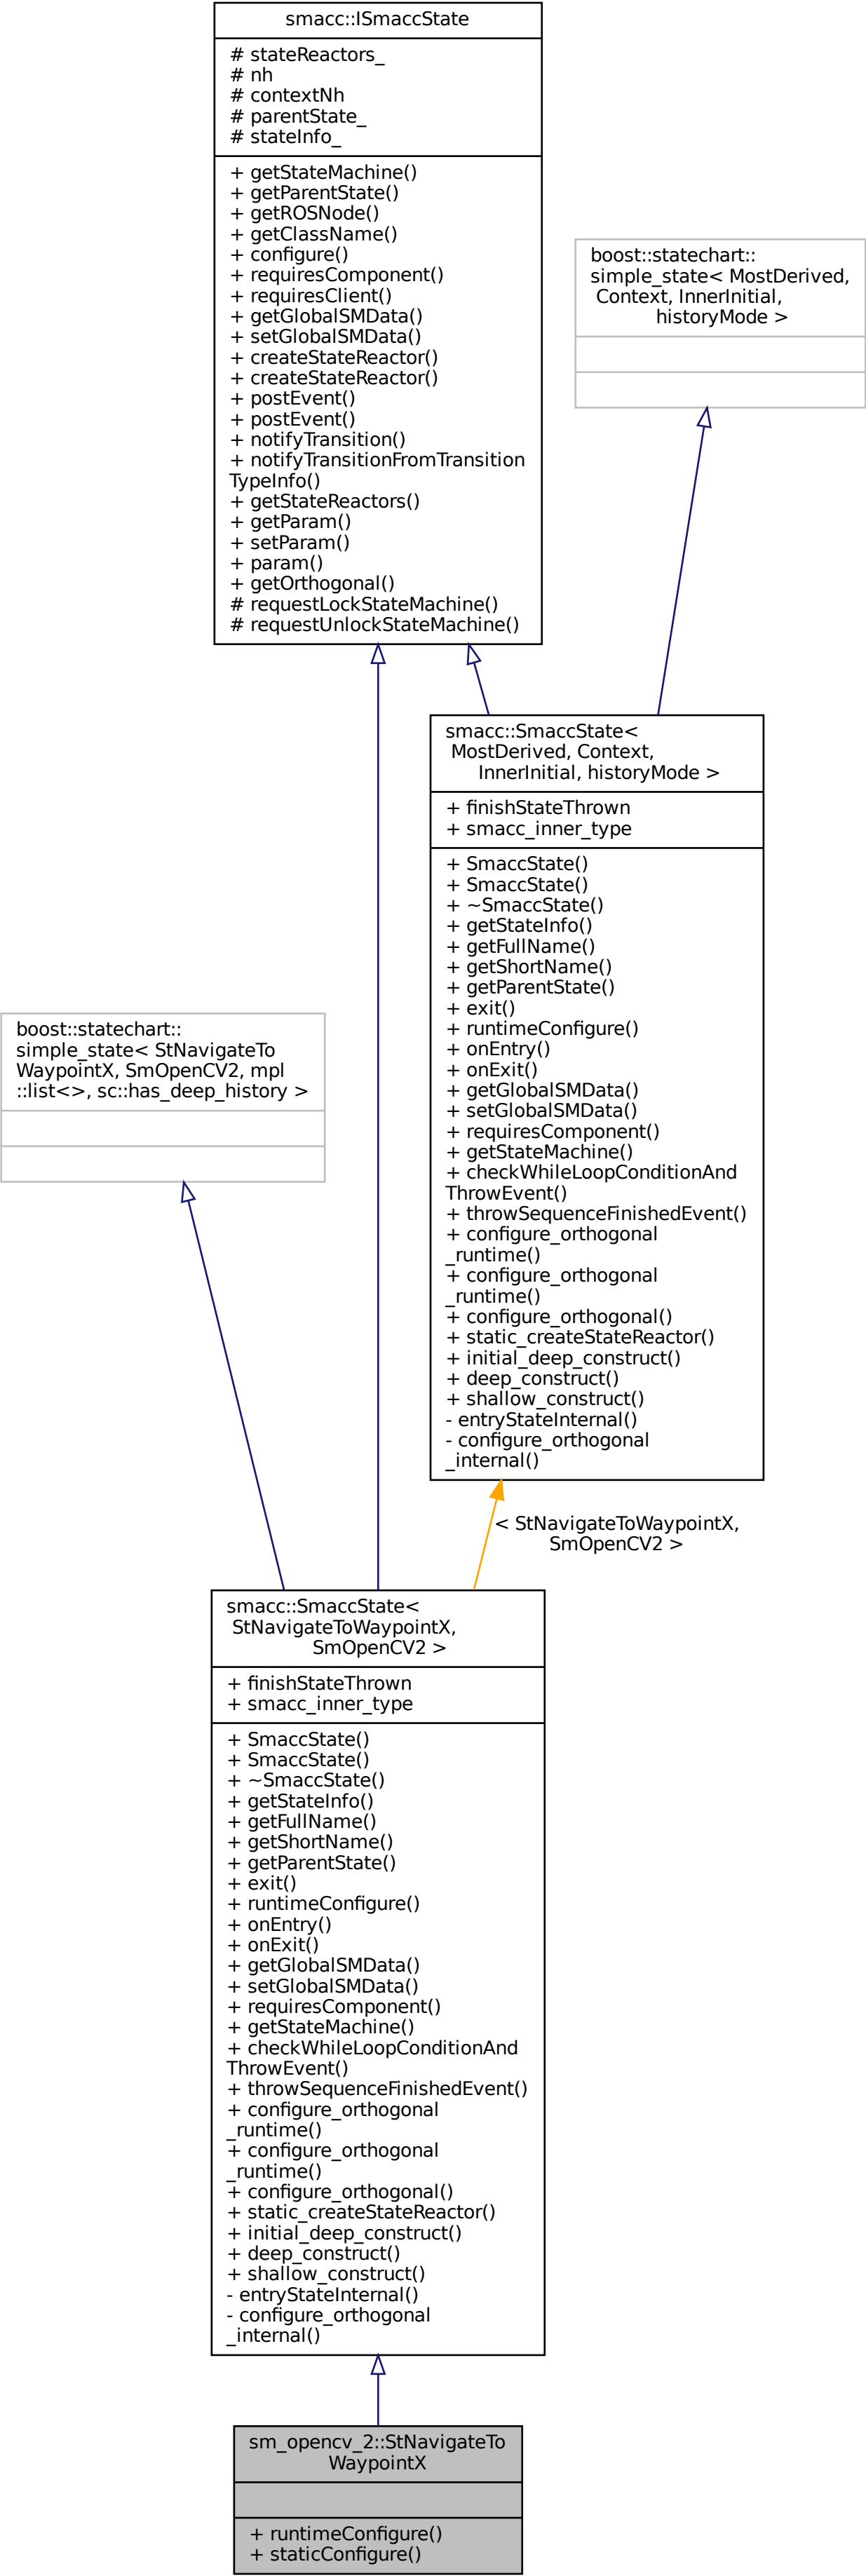 smacc::ISmaccState
# stateReactors_
# nh
# contextNh
# parentState_
# stateInfo_
+ getStateMachine()
+ getParentState()
+ getROSNode()
+ getClassName()
+ configure()
+ requiresComponent()
+ requiresClient()
+ getGlobalSMData()
+ setGlobalSMData()
+ createStateReactor()
+ createStateReactor()
+ postEvent()
+ postEvent()
+ notifyTransition()
+ notifyTransitionFromTransition
TypeInfo()
+ getStateReactors()
+ getParam()
+ setParam()
+ param()
+ getOrthogonal()
# requestLockStateMachine()
# requestUnlockStateMachine()
boost::statechart::
simple_state< MostDerived,
Context, InnerInitial,
historyMode >
smacc::SmaccState<
MostDerived, Context,
InnerInitial, historyMode >
+ finishStateThrown
+ smacc_inner_type
+ SmaccState()
+ SmaccState()
+ ~SmaccState()
+ getStateInfo()
+ getFullName()
+ getShortName()
+ getParentState()
+ exit()
+ runtimeConfigure()
+ onEntry()
+ onExit()
+ getGlobalSMData()
+ setGlobalSMData()
+ requiresComponent()
+ getStateMachine()
+ checkWhileLoopConditionAnd
ThrowEvent()
+ throwSequenceFinishedEvent()
+ configure_orthogonal
_runtime()
+ configure_orthogonal
_runtime()
+ configure_orthogonal()
+ static_createStateReactor()
+ initial_deep_construct()
+ deep_construct()
+ shallow_construct()
- entryStateInternal()
- configure_orthogonal
_internal()
boost::statechart::
simple_state< StNavigateTo
WaypointX, SmOpenCV2, mpl
::list<>, sc::has_deep_history >
< StNavigateToWaypointX,
SmOpenCV2 >
smacc::SmaccState<
StNavigateToWaypointX,
SmOpenCV2 >
+ finishStateThrown
+ smacc_inner_type
+ SmaccState()
+ SmaccState()
+ ~SmaccState()
+ getStateInfo()
+ getFullName()
+ getShortName()
+ getParentState()
+ exit()
+ runtimeConfigure()
+ onEntry()
+ onExit()
+ getGlobalSMData()
+ setGlobalSMData()
+ requiresComponent()
+ getStateMachine()
+ checkWhileLoopConditionAnd
ThrowEvent()
+ throwSequenceFinishedEvent()
+ configure_orthogonal
_runtime()
+ configure_orthogonal
_runtime()
+ configure_orthogonal()
+ static_createStateReactor()
+ initial_deep_construct()
+ deep_construct()
+ shallow_construct()
- entryStateInternal()
- configure_orthogonal
_internal()
sm_opencv_2::StNavigateTo
WaypointX
+ runtimeConfigure()
+ staticConfigure()